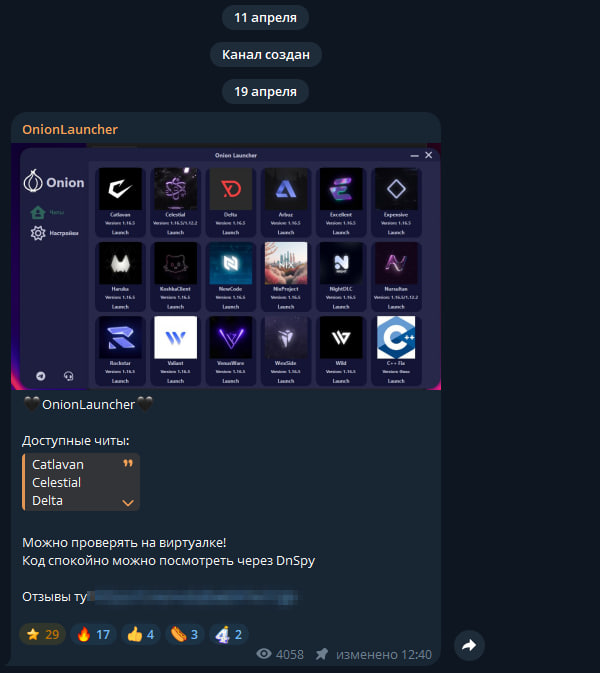 11 апреля
Канал создан
19 апреля
OnionLauncher
Onion Launcher
Onion
Читы
Настройки
Catlavan Celestial Delta Arbuz Excellent Expensive
Version: 1.16.5 Version: 1.16.5/1.12.2 Version: 1.16.5 Version: 1.16.5 Version: 1.16.5 Version: 1.16.5
Launch Launch Launch Launch Launch Launch
Haruka KoshkaClient NewCode NixProject NightDLC Nursultan
Version: 1.16.5 Version: 1.16.5 Version: 1.16.5 Version: 1.16.5 Version: 1.16.5 Version: 1.16.5/1.12.2
Launch Launch Launch Launch Launch Launch
Rockstar Valiant VenusWare WexSide Wild C++ Fix
Version: 1.16.5 Version: 1.16.5 Version: 1.16.5 Version: 1.16.5 Version: 1.16.5 Version:
Launch Launch Launch Launch Launch Launch
🖤OnionLauncher🖤
Доступные читы:
Catlavan
Celestial
Delta
Можно проверять на виртуалке!
Код спокойно можно посмотреть через DnSpy
Отзывы ту
29 17 4 3 2
4058 изменено 12:40